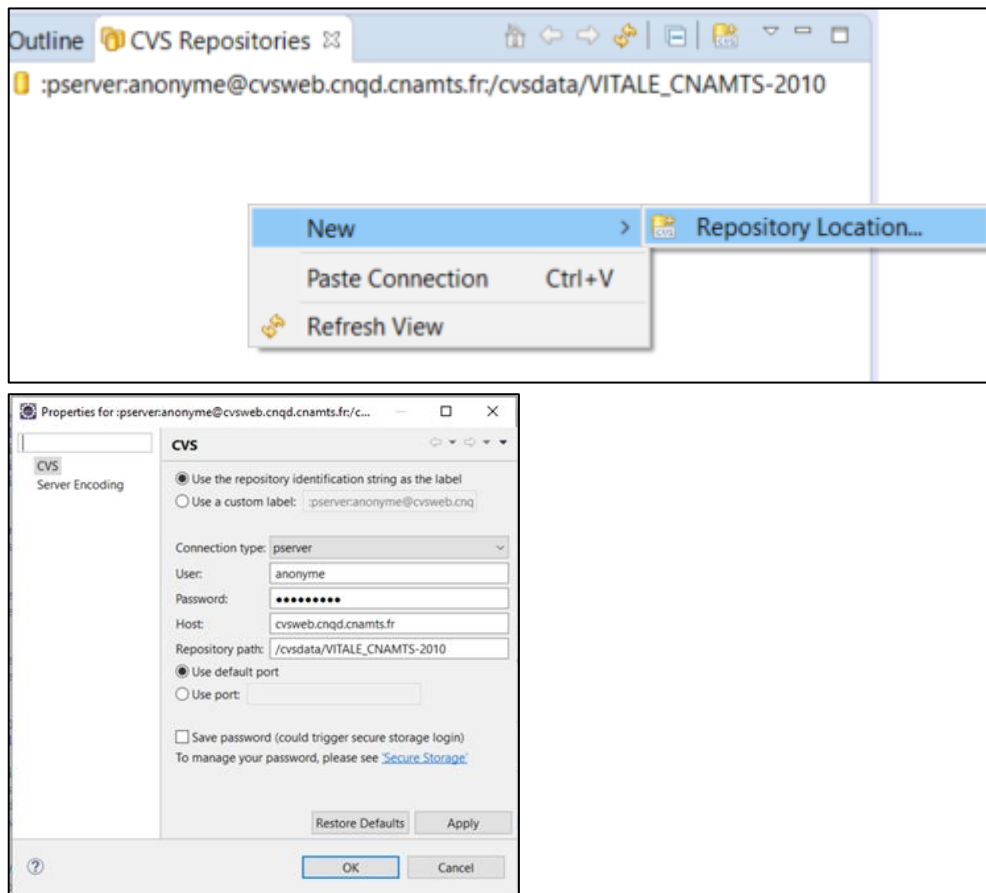 Outline CVS Repositories
:pserver:anonyme@cvsweb.cnqd.cnamts.fr:/cvsdata/VITALE_CNAMTS-2010
New > Repository Location...
Paste Connection Ctrl+V
Refresh View
Properties for :pserver:anonyme@cvsweb.cnqd.cnamts.fr:/c...
CVS
CVS
Server Encoding
Use the repository identification string as the label
Use a custom label: :pserver:anonyme@cvsweb.cnq
Connection type: pserver
User: anonyme
Password: •••••••••
Host: cvsweb.cnqd.cnamts.fr
Repository path: /cvsdata/VITALE_CNAMTS-2010
Use default port
Use port:
Save password (could trigger secure storage login)
To manage your password, please see 'Secure Storage'
Restore Defaults Apply
? OK Cancel